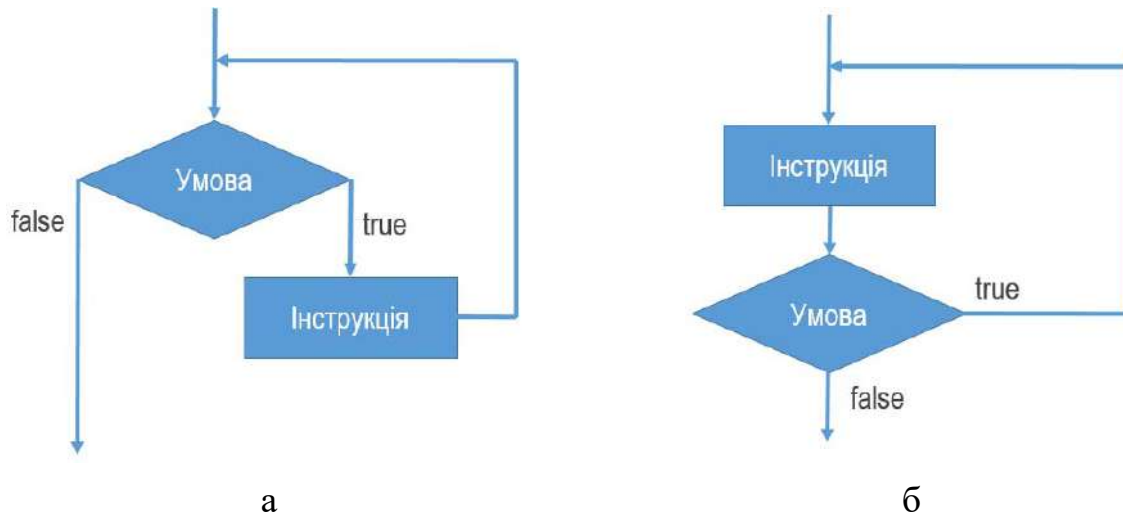 Умова
false
true
Інструкція
а
Інструкція
Умова
true
false
б